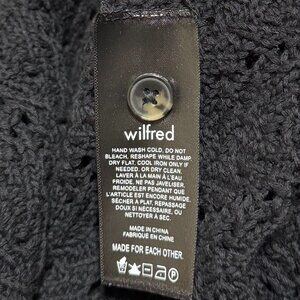 wilfred
HAND WASH COLD, DO NOT
BLEACH, RESHAPE WHILE DAMP,
DRY FLAT, COOL IRON ONLY IF
NEEDED, OR DRY CLEAN.
LAVER À LA MAIN À L'EAU
FROIDE. NE PAS JAVELISER.
REMODELER PENDANT QUE
L'ARTICLE EST ENCORE HUMIDE.
SÉCHER À PLAT, REPASSAGE
DOUX SI NÉCESSAIRE, OU
NETTOYER À SEC.
MADE IN CHINA
FABRIQUÉ EN CHINE
MADE FOR EACH OTHER.